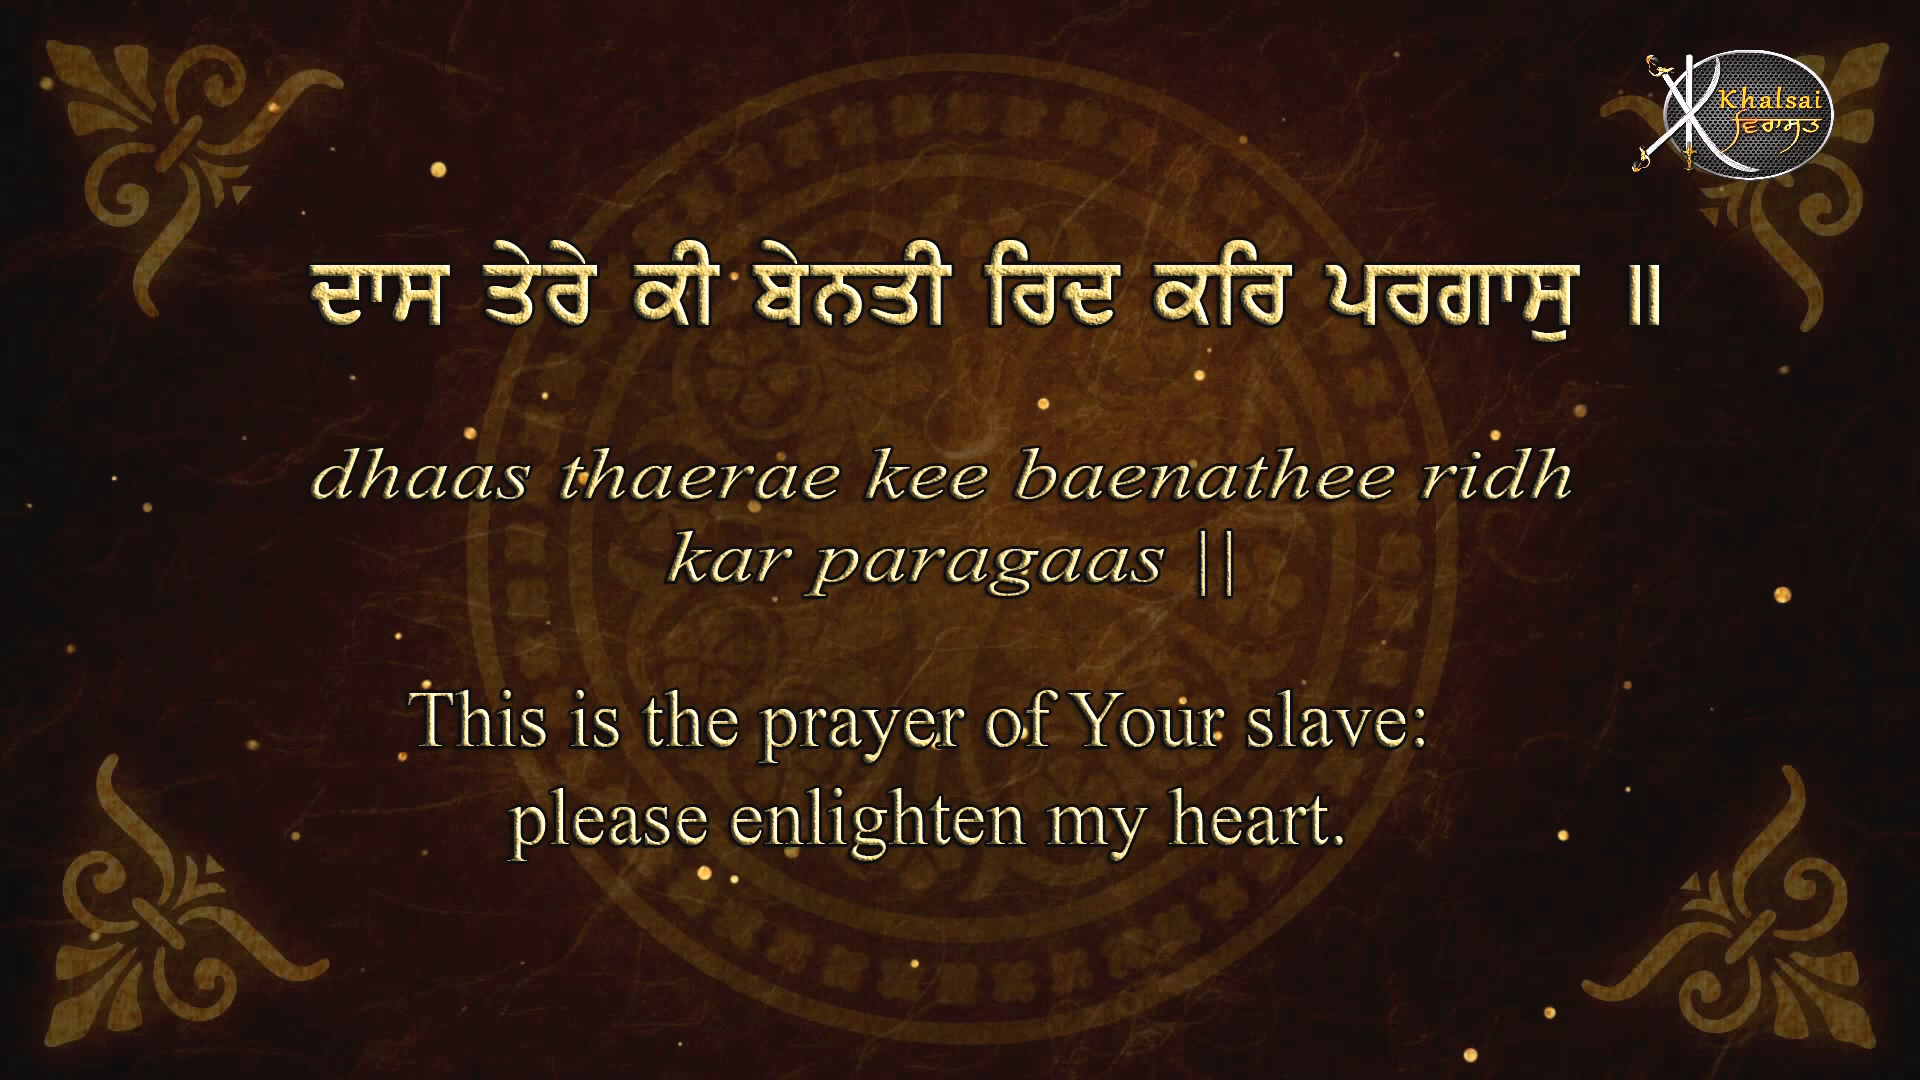 Khalsai
ਵਿਰਾਸਤ
ਦਾਸ ਤੇਰੇ ਕੀ ਬੇਨਤੀ ਰਿਦ ਕਰਿ ਪਰਗਾਸੁ ॥
dhaas thaerae kee baenathee ridh
kar paragaas ||
This is the prayer of Your slave:
please enlighten my heart.